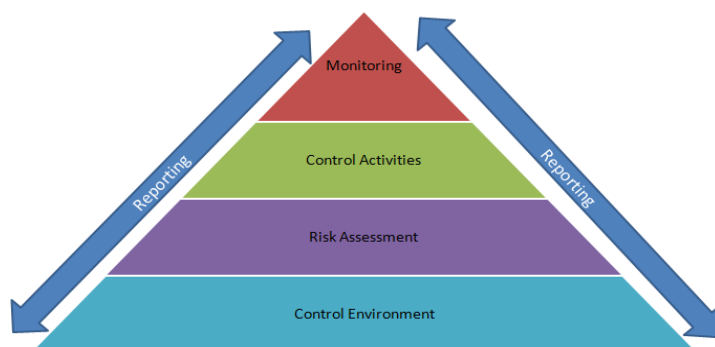 Monitoring
Reporting
Control Activities
Reporting
Risk Assessment
Control Environment